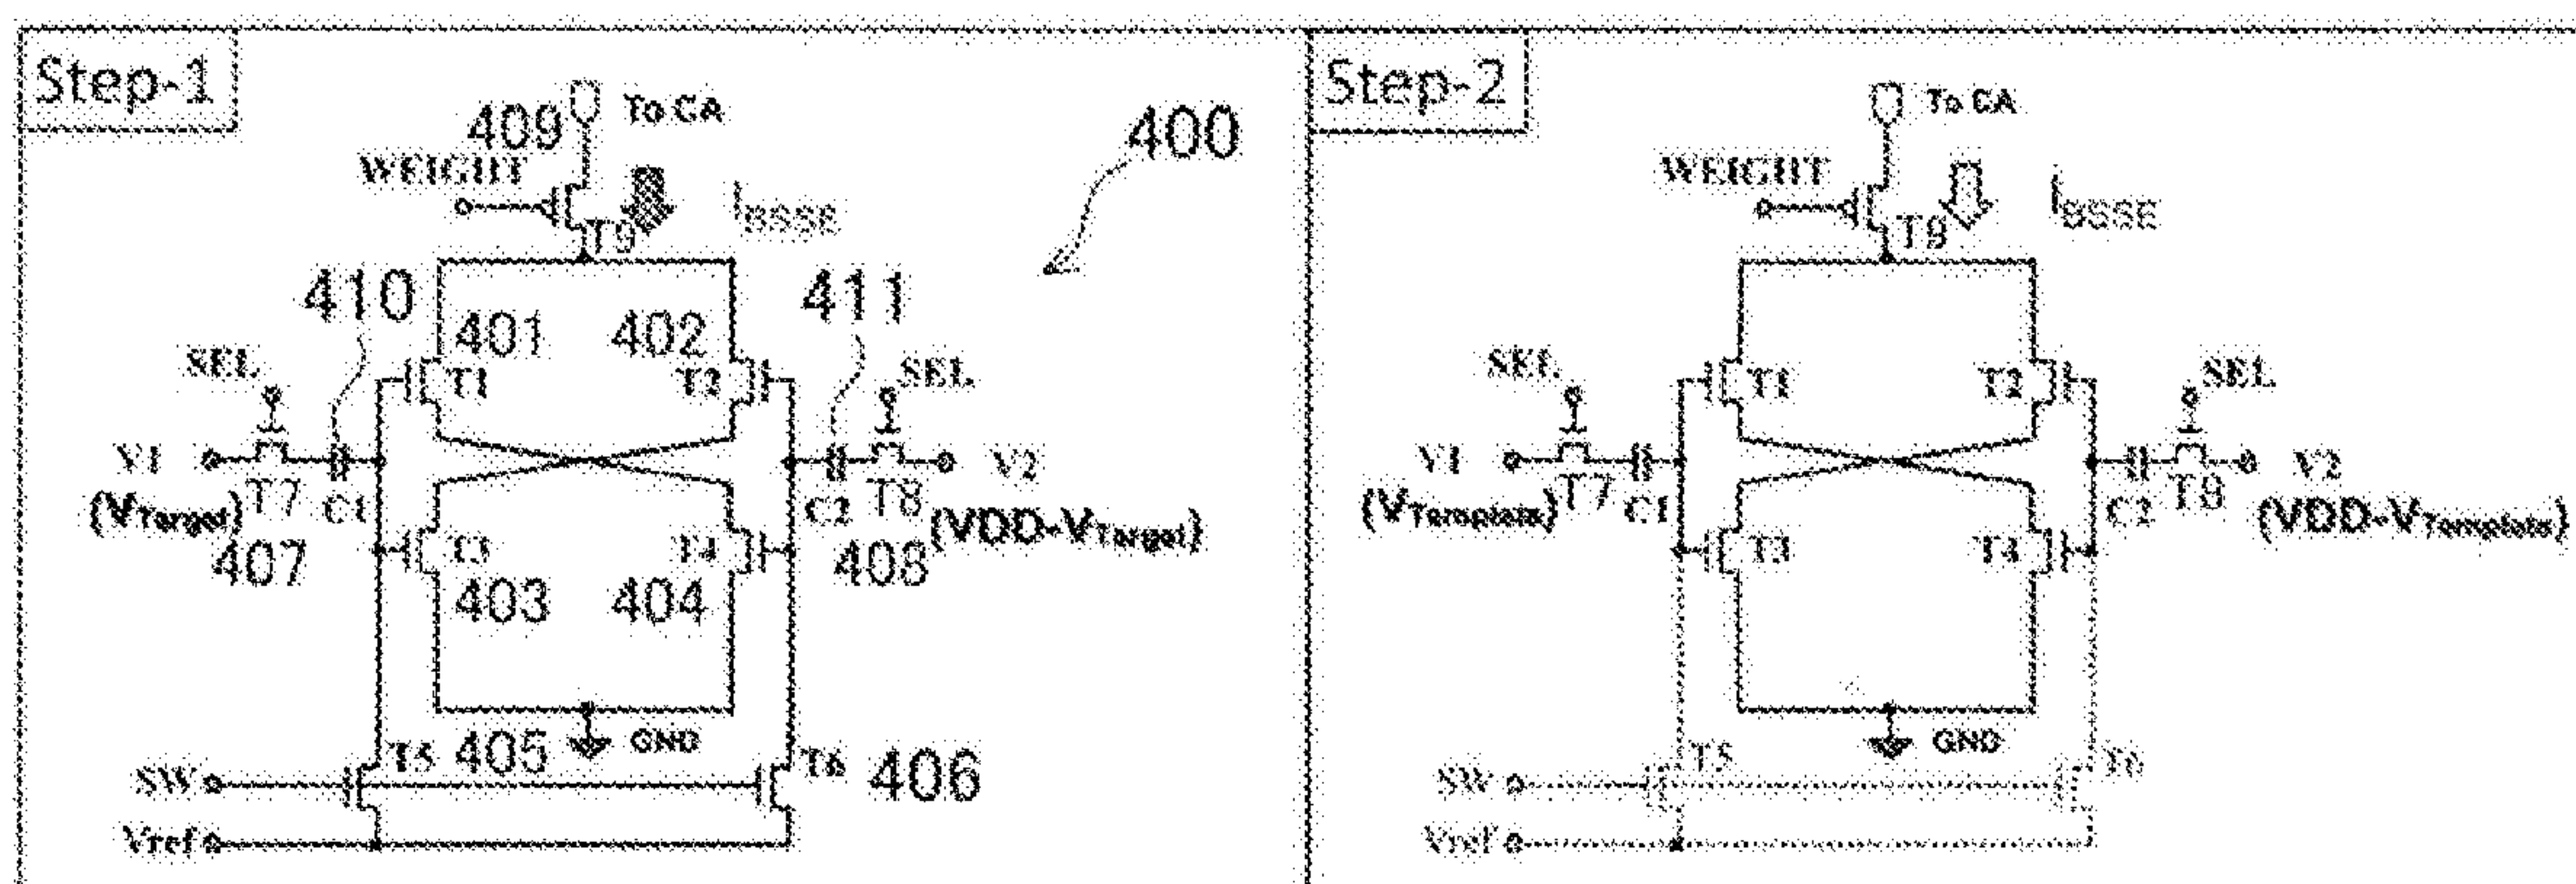 Step-1
409
To CA
400
WEIGHT
iBSSE
T9
410
401
402
411
SEL
T1
T2
SEL
V1
(VTarget)
T7
C1
C2
T8
V2
(VDD-VTarget)
407
T3
T4
408
403
404
T5
405
GND
T6
406
SW
Vref
Step-2
To CA
WEIGHT
iBSSE
T9
SEL
T1
T2
SEL
V1
(VTemplate)
T7
C1
C2
V2
(VDD-VTemplate)
T3
T4
T5
GND
T6
SW
Vref